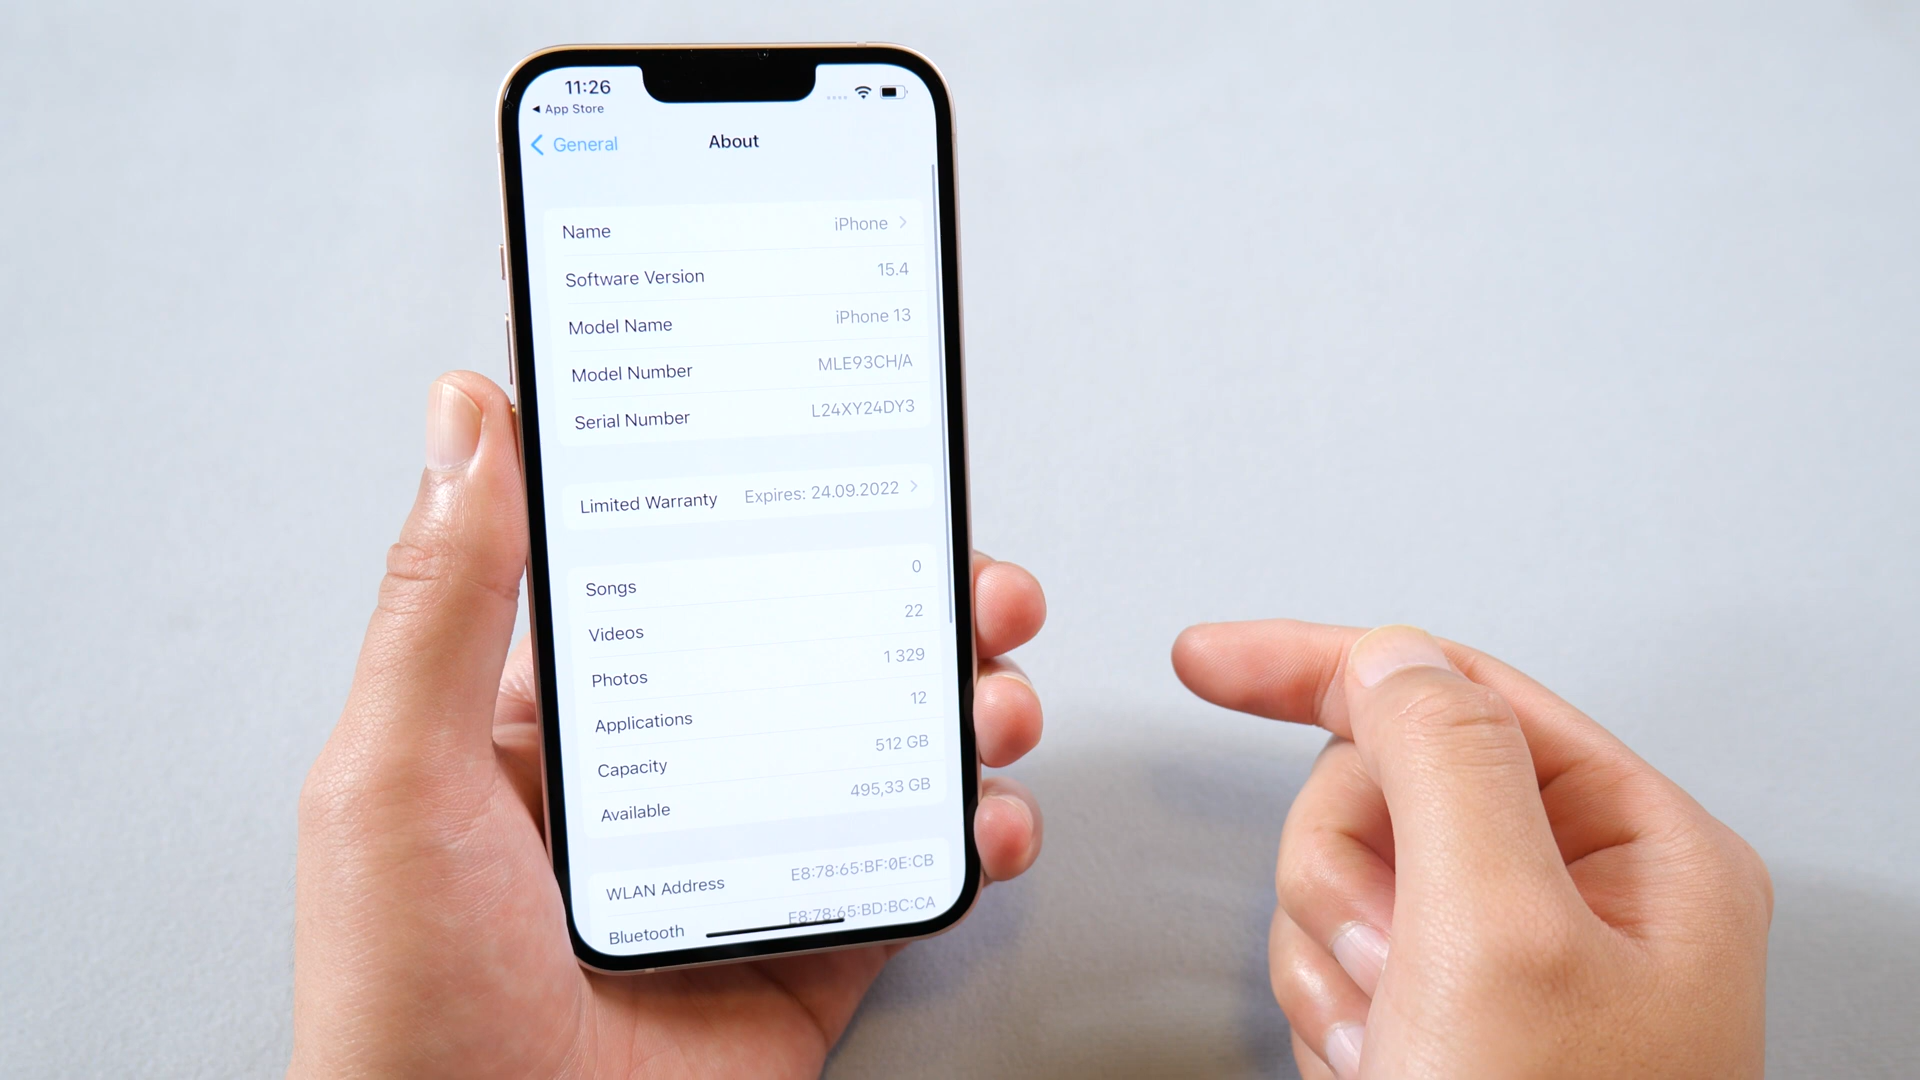 11:26
◀ App Store
General
About
Name iPhone
Software Version 15.4
Model Name iPhone 13
Model Number MLE93CH/A
Serial Number L24XY24DY3
Limited Warranty Expires: 24.09.2022
Songs 0
Videos 22
Photos 1 329
Applications 12
Capacity 512 GB
Available 495,33 GB
WLAN Address E8:78:65:BF:0E:CB
Bluetooth E8:78:65:BD:BC:CA